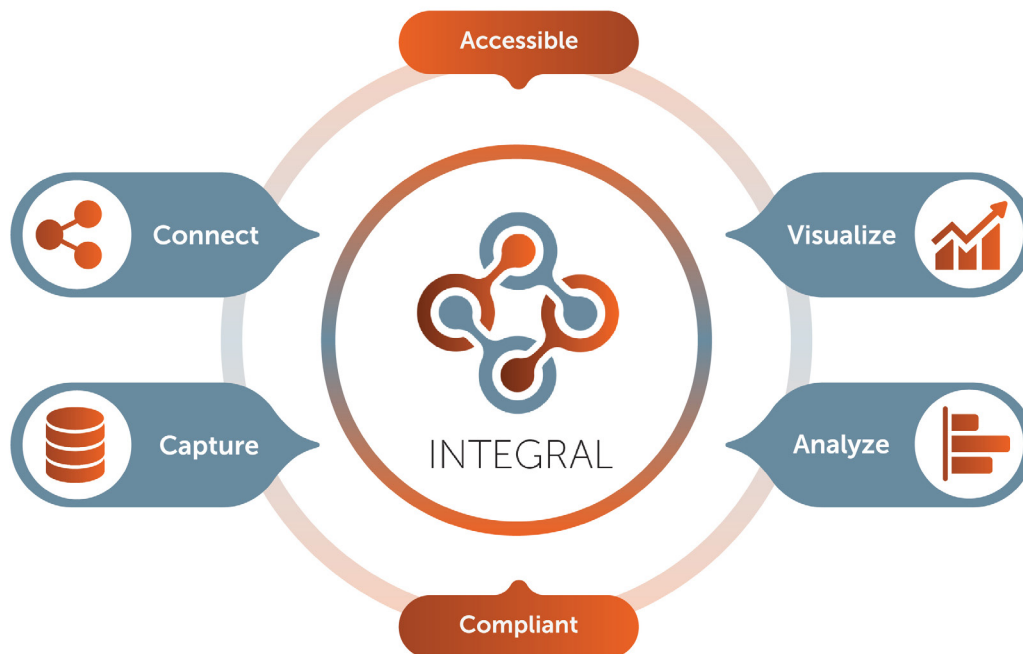 Accessible
Connect
Visualize
Capture
Analyze
INTEGRAL
Compliant